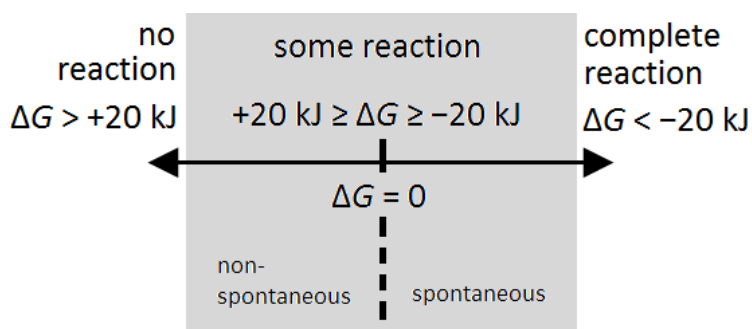 no
reaction
ΔG > +20 kJ
some reaction
+20 kJ ≥ ΔG ≥ −20 kJ
complete
reaction
ΔG < −20 kJ
ΔG = 0
non-
spontaneous
spontaneous